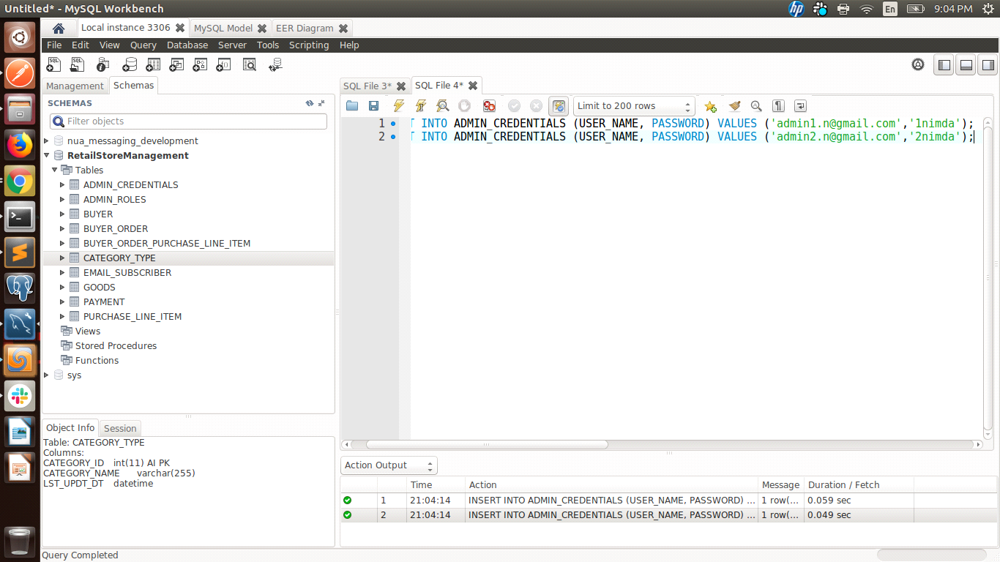 Untitled* - MySQL Workbench
En
9:04 PM
Local instance 3306
MySQL Model
EER Diagram
File Edit View Query Database Server Tools Scripting Help
Management
Schemas
SCHEMAS
Filter objects
nua_messaging_development
RetailStoreManagement
Tables
ADMIN_CREDENTIALS
ADMIN_ROLES
BUYER
BUYER_ORDER
BUYER_ORDER_PURCHASE_LINE_ITEM
CATEGORY_TYPE
EMAIL_SUBSCRIBER
GOODS
PAYMENT
PURCHASE_LINE_ITEM
Views
Stored Procedures
Functions
sys
Object Info
Session
Table: CATEGORY_TYPE
Columns:
CATEGORY_ID int(11) AI PK
CATEGORY_NAME varchar(255)
LST_UPDT_DT datetime
SQL File 3*
SQL File 4*
Limit to 200 rows
1 T INTO ADMIN_CREDENTIALS (USER_NAME, PASSWORD) VALUES ('admin1.n@gmail.com','1nimda');
2 T INTO ADMIN_CREDENTIALS (USER_NAME, PASSWORD) VALUES ('admin2.n@gmail.com','2nimda');
Action Output
Time Action Message Duration / Fetch
1 21:04:14 INSERT INTO ADMIN_CREDENTIALS (USER_NAME, PASSWORD) ... 1 row(... 0.059 sec
2 21:04:14 INSERT INTO ADMIN_CREDENTIALS (USER_NAME, PASSWORD) ... 1 row(... 0.049 sec
Query Completed